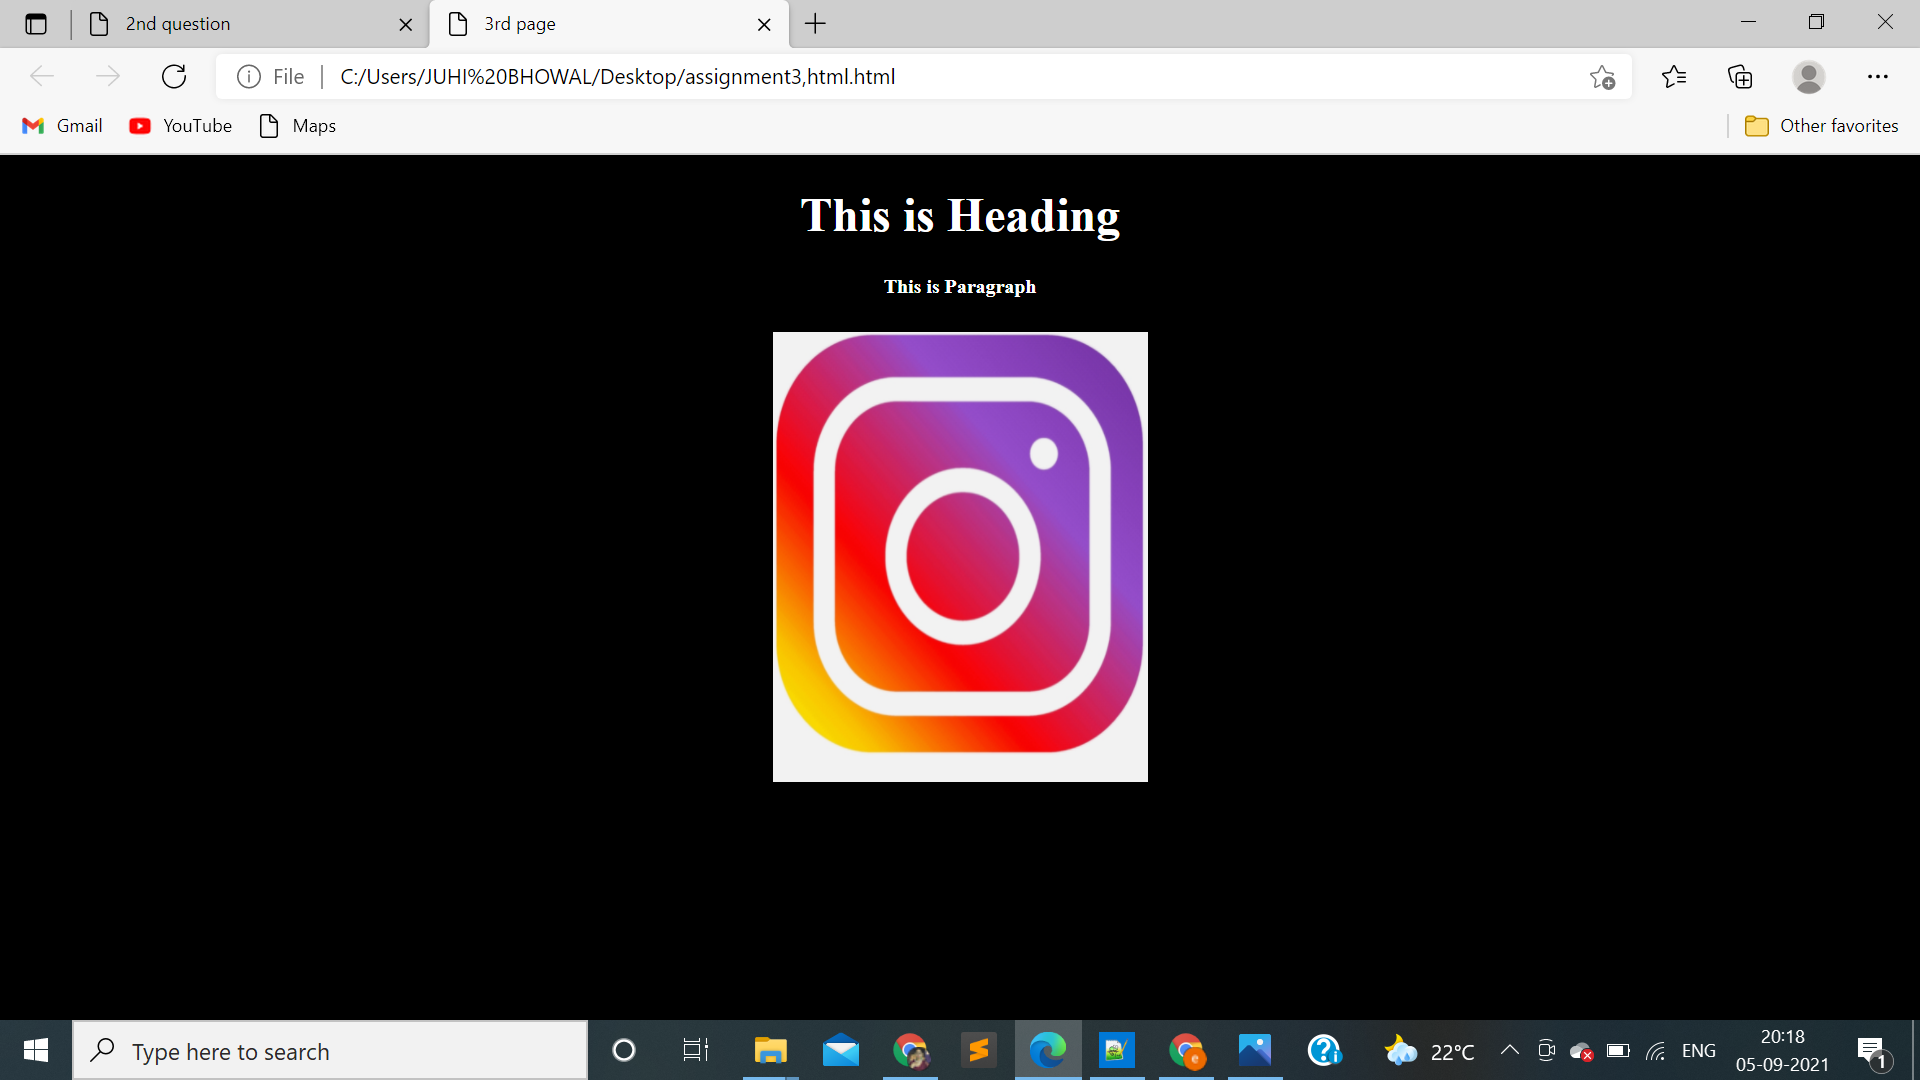 2nd question
3rd page
File
C:/Users/JUHI%20BHOWAL/Desktop/assignment3,html.html
Gmail
YouTube
Maps
Other favorites
This is Heading
This is Paragraph
Type here to search
22°C
ENG
20:18
05-09-2021
1